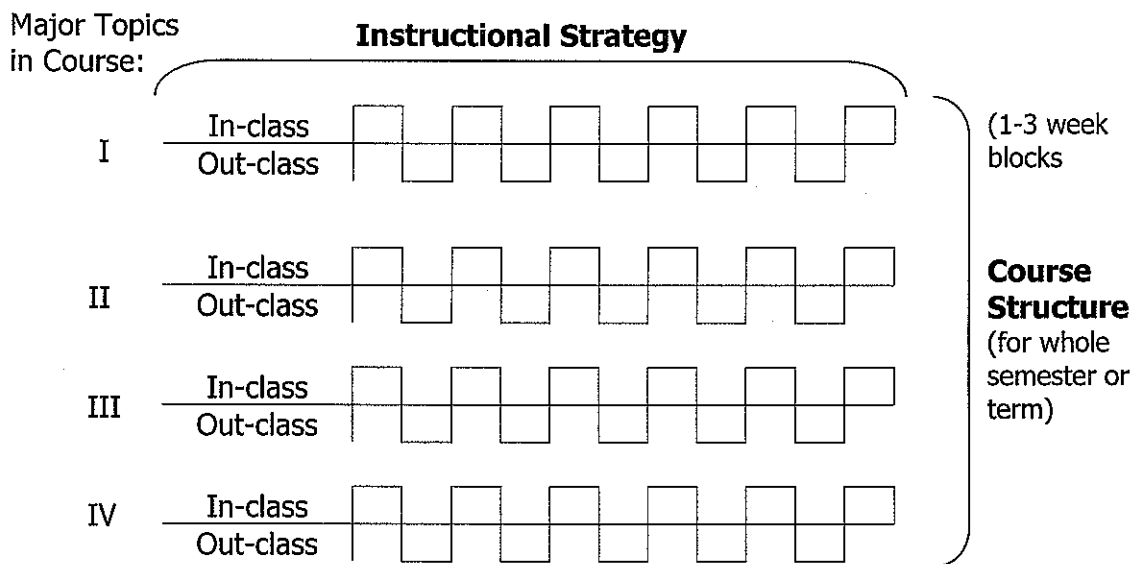 Major Topics
in Course:
Instructional Strategy
I
In-class
Out-class
(1-3 week
blocks
II
In-class
Out-class
Course
Structure
(for whole
semester or
term)
III
In-class
Out-class
IV
In-class
Out-class